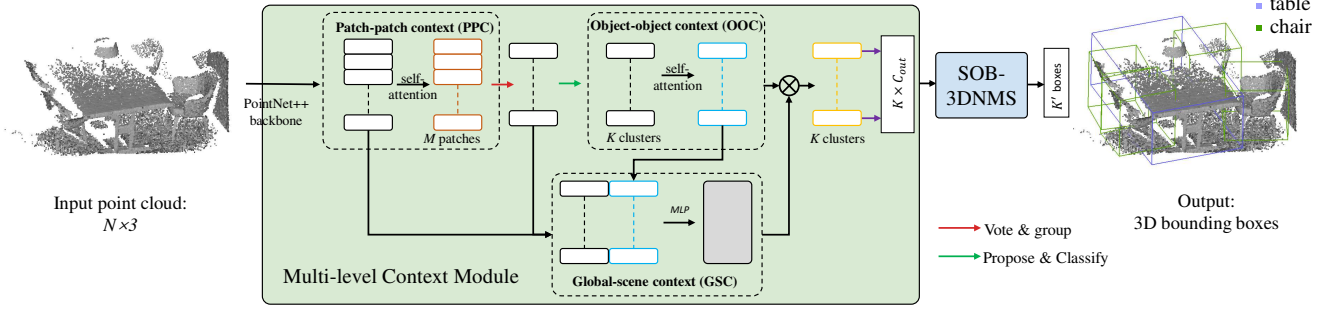 table
chair
Patch-patch context (PPC)
Object-object context (OOC)
self-
attention
self-
attention
PointNet++
backbone
M patches
K clusters
K clusters
K × C_out
SOB-
3DNMS
K' boxes
Input point cloud:
N×3
MLP
Output:
3D bounding boxes
Vote & group
Propose & Classify
Multi-level Context Module
Global-scene context (GSC)